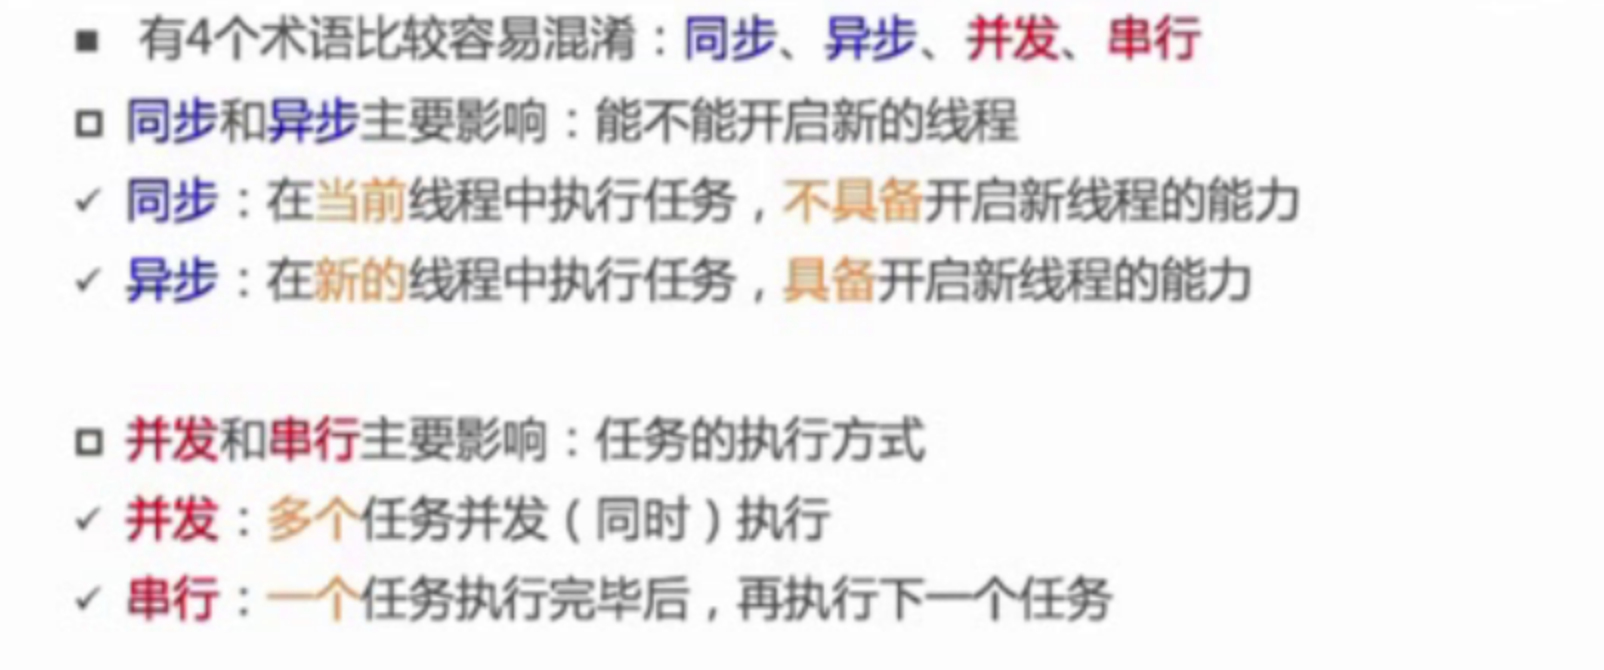 有4个术语比较容易混淆：同步、异步、并发、串行
同步和异步主要影响：能不能开启新的线程
同步：在当前线程中执行任务，不具备开启新线程的能力
异步：在新的线程中执行任务，具备开启新线程的能力
并发和串行主要影响：任务的执行方式
并发：多个任务并发（同时）执行
串行：一个任务执行完毕后，再执行下一个任务